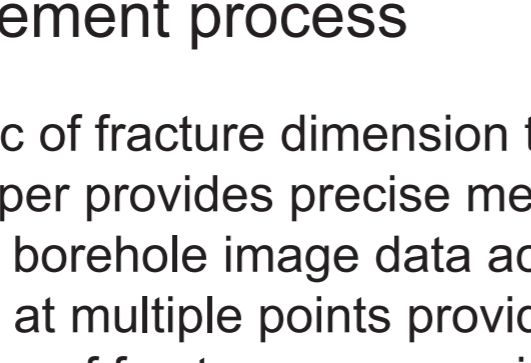 ement process
c of fracture dimension t
per provides precise me
borehole image data ac
at multiple points provic